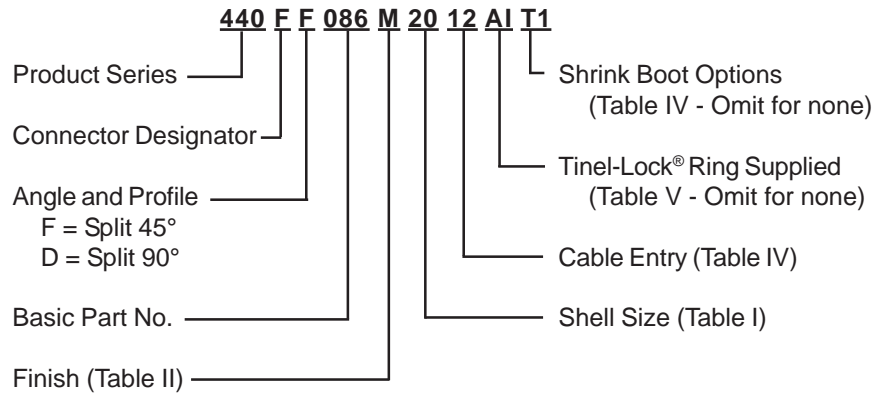 440 F F 086 M 20 12 AI T1
Product Series
Connector Designator
Angle and Profile
F = Split 45°
D = Split 90°
Basic Part No.
Finish (Table II)
Shrink Boot Options
(Table IV - Omit for none)
Tinel-Lock® Ring Supplied
(Table V - Omit for none)
Cable Entry (Table IV)
Shell Size (Table I)